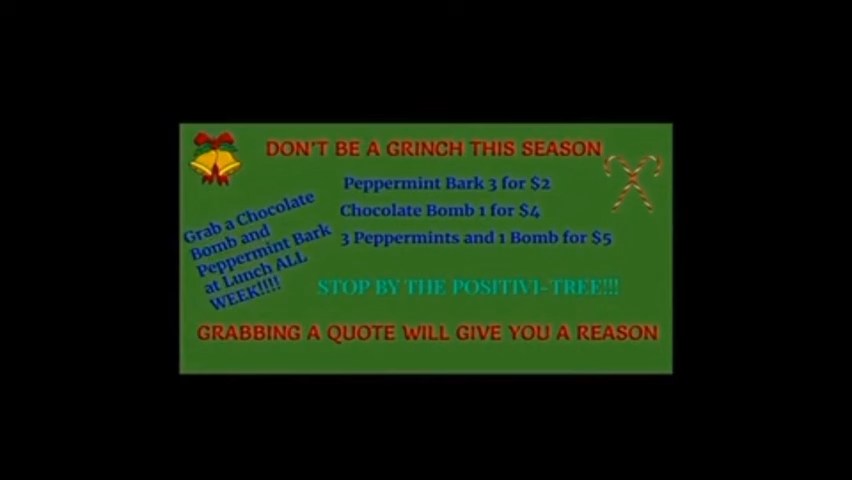 DON'T BE A GRINCH THIS SEASON
Peppermint Bark 3 for $2
Chocolate Bomb 1 for $4
3 Peppermints and 1 Bomb for $5
Grab a Chocolate
Bomb and
Peppermint Bark
at Lunch ALL
WEEK!!!!
STOP BY THE POSITIVI-TREE!!!
GRABBING A QUOTE WILL GIVE YOU A REASON